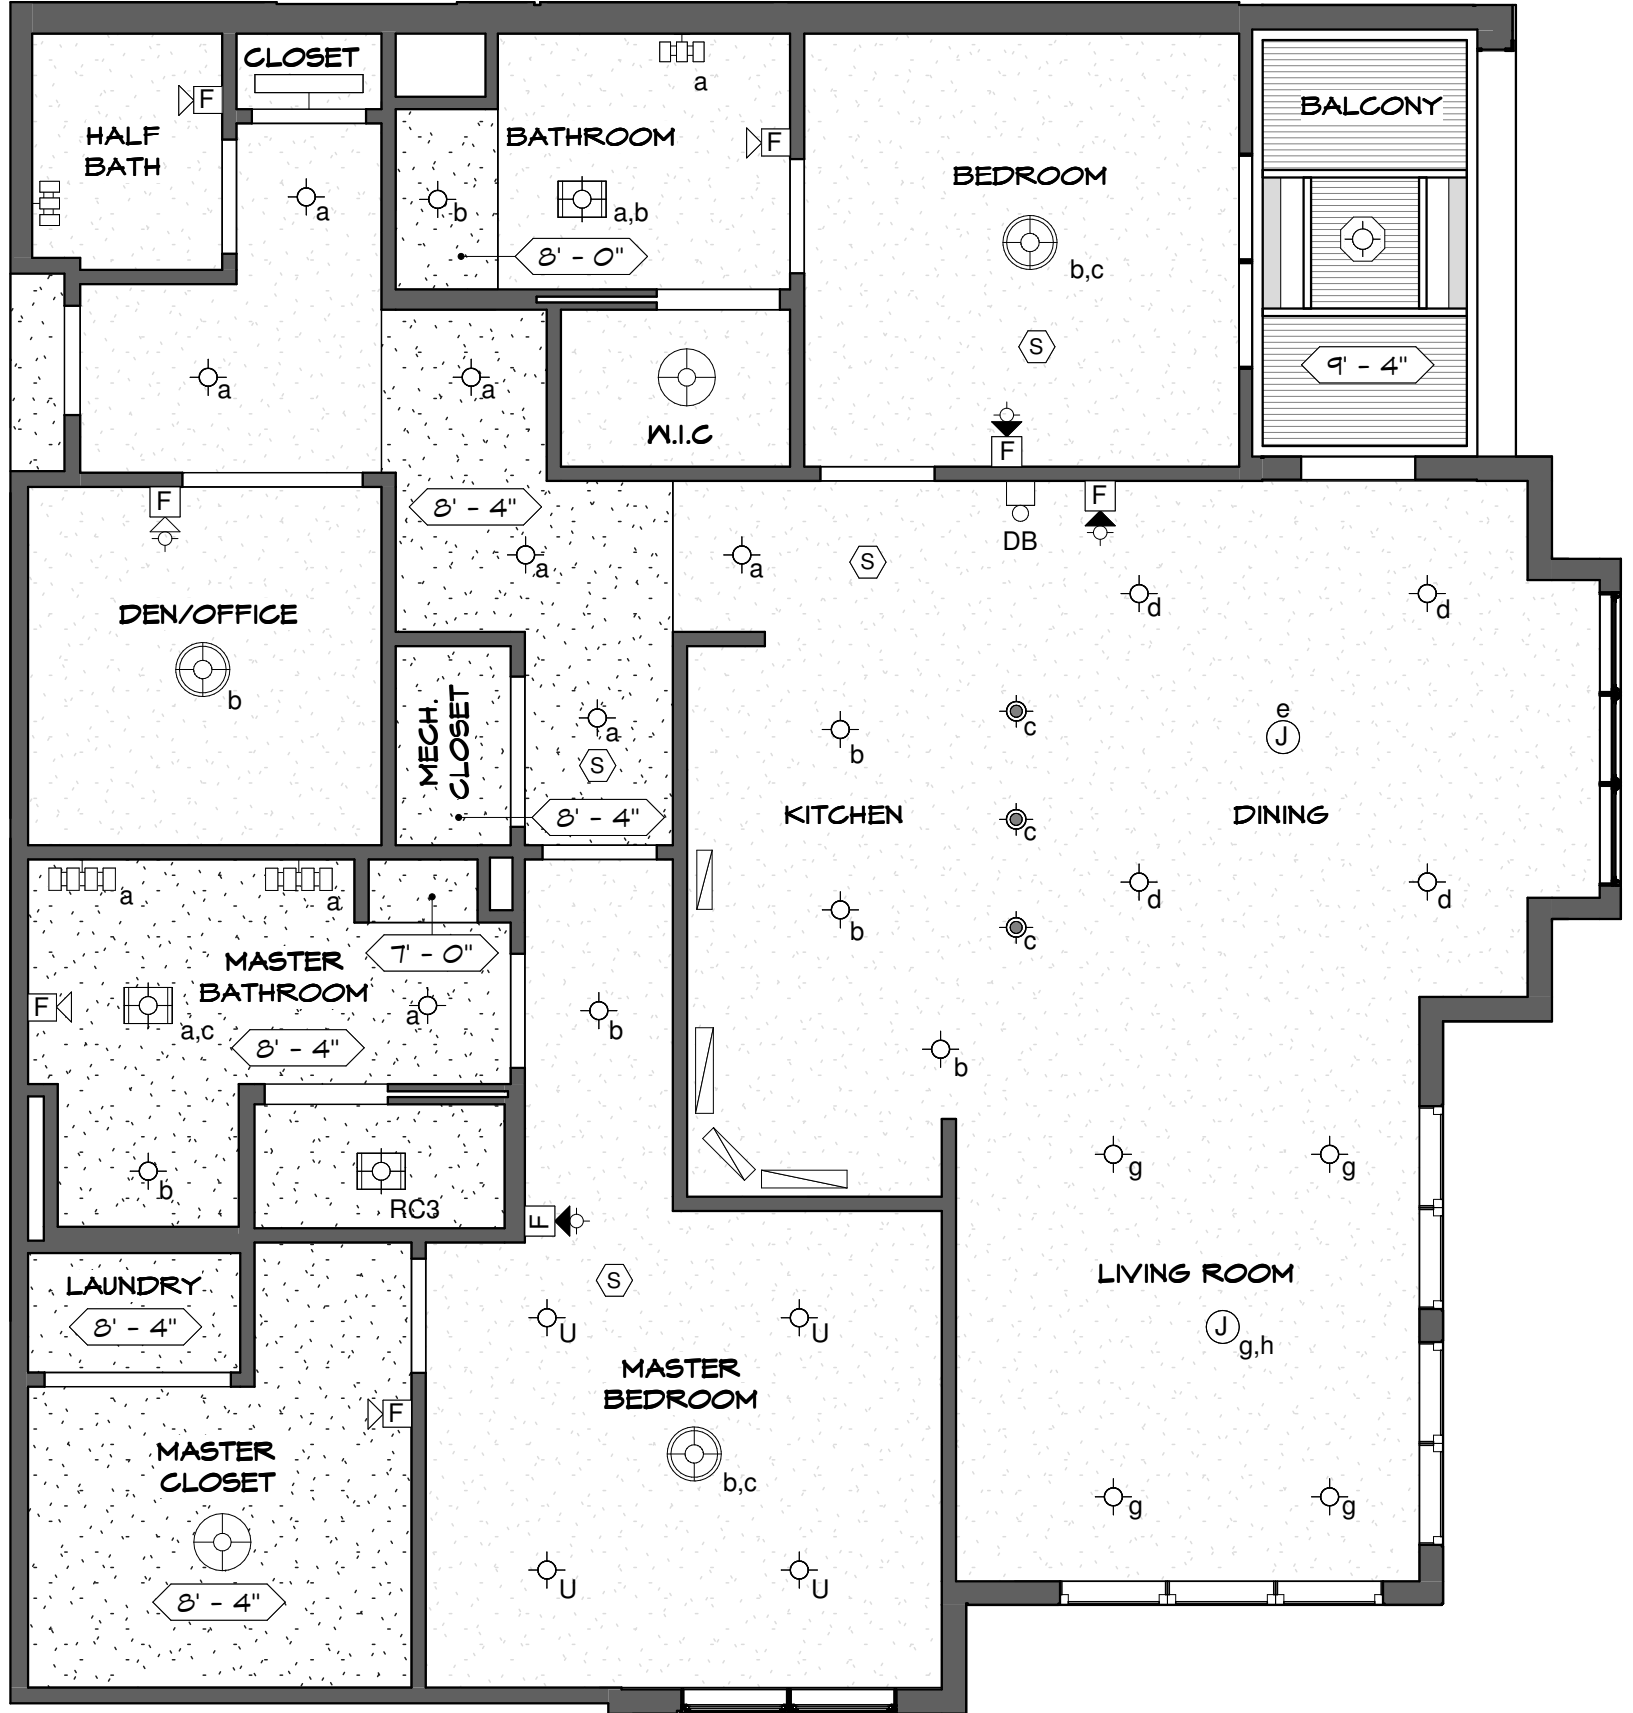 CLOSET
F
HALF
BATH
a
a
b
BATHROOM
a,b
8' - 0"
F
BEDROOM
b,c
S
F
BALCONY
9' - 4"
a
a
W.I.C
F
8' - 4"
a
a
S
DB
F
d
d
DEN/OFFICE
b
MECH.
CLOSET
a
S
8' - 4"
b
c
e
J
KITCHEN
c
DINING
b
c
d
d
a
a
7' - 0"
MASTER
BATHROOM
F
a,c
a
8' - 4"
b
b
b
RC3
F
g
g
LAUNDRY
8' - 4"
S
U
U
LIVING ROOM
J
g,h
MASTER
BEDROOM
b,c
F
MASTER
CLOSET
8' - 4"
U
U
g
g